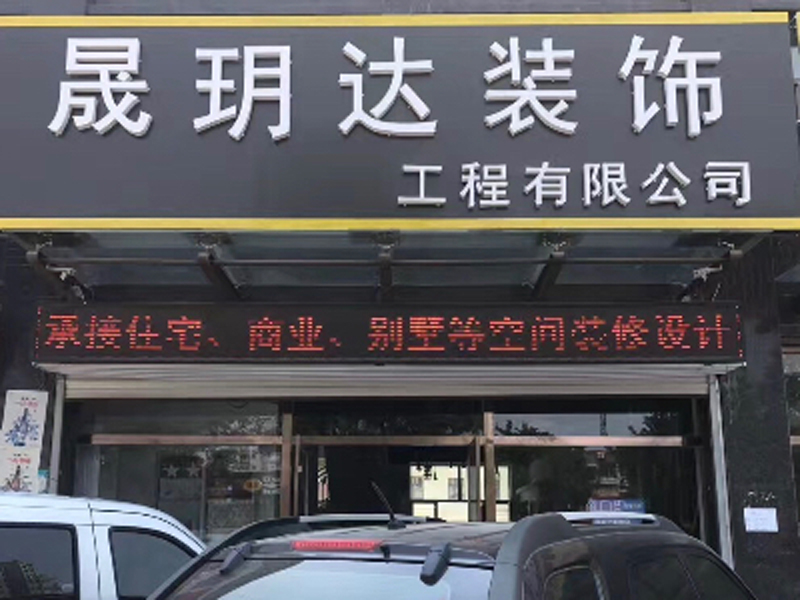 晟玥达装饰
工程有限公司
承接住宅、商业、别墅等空间装修设计